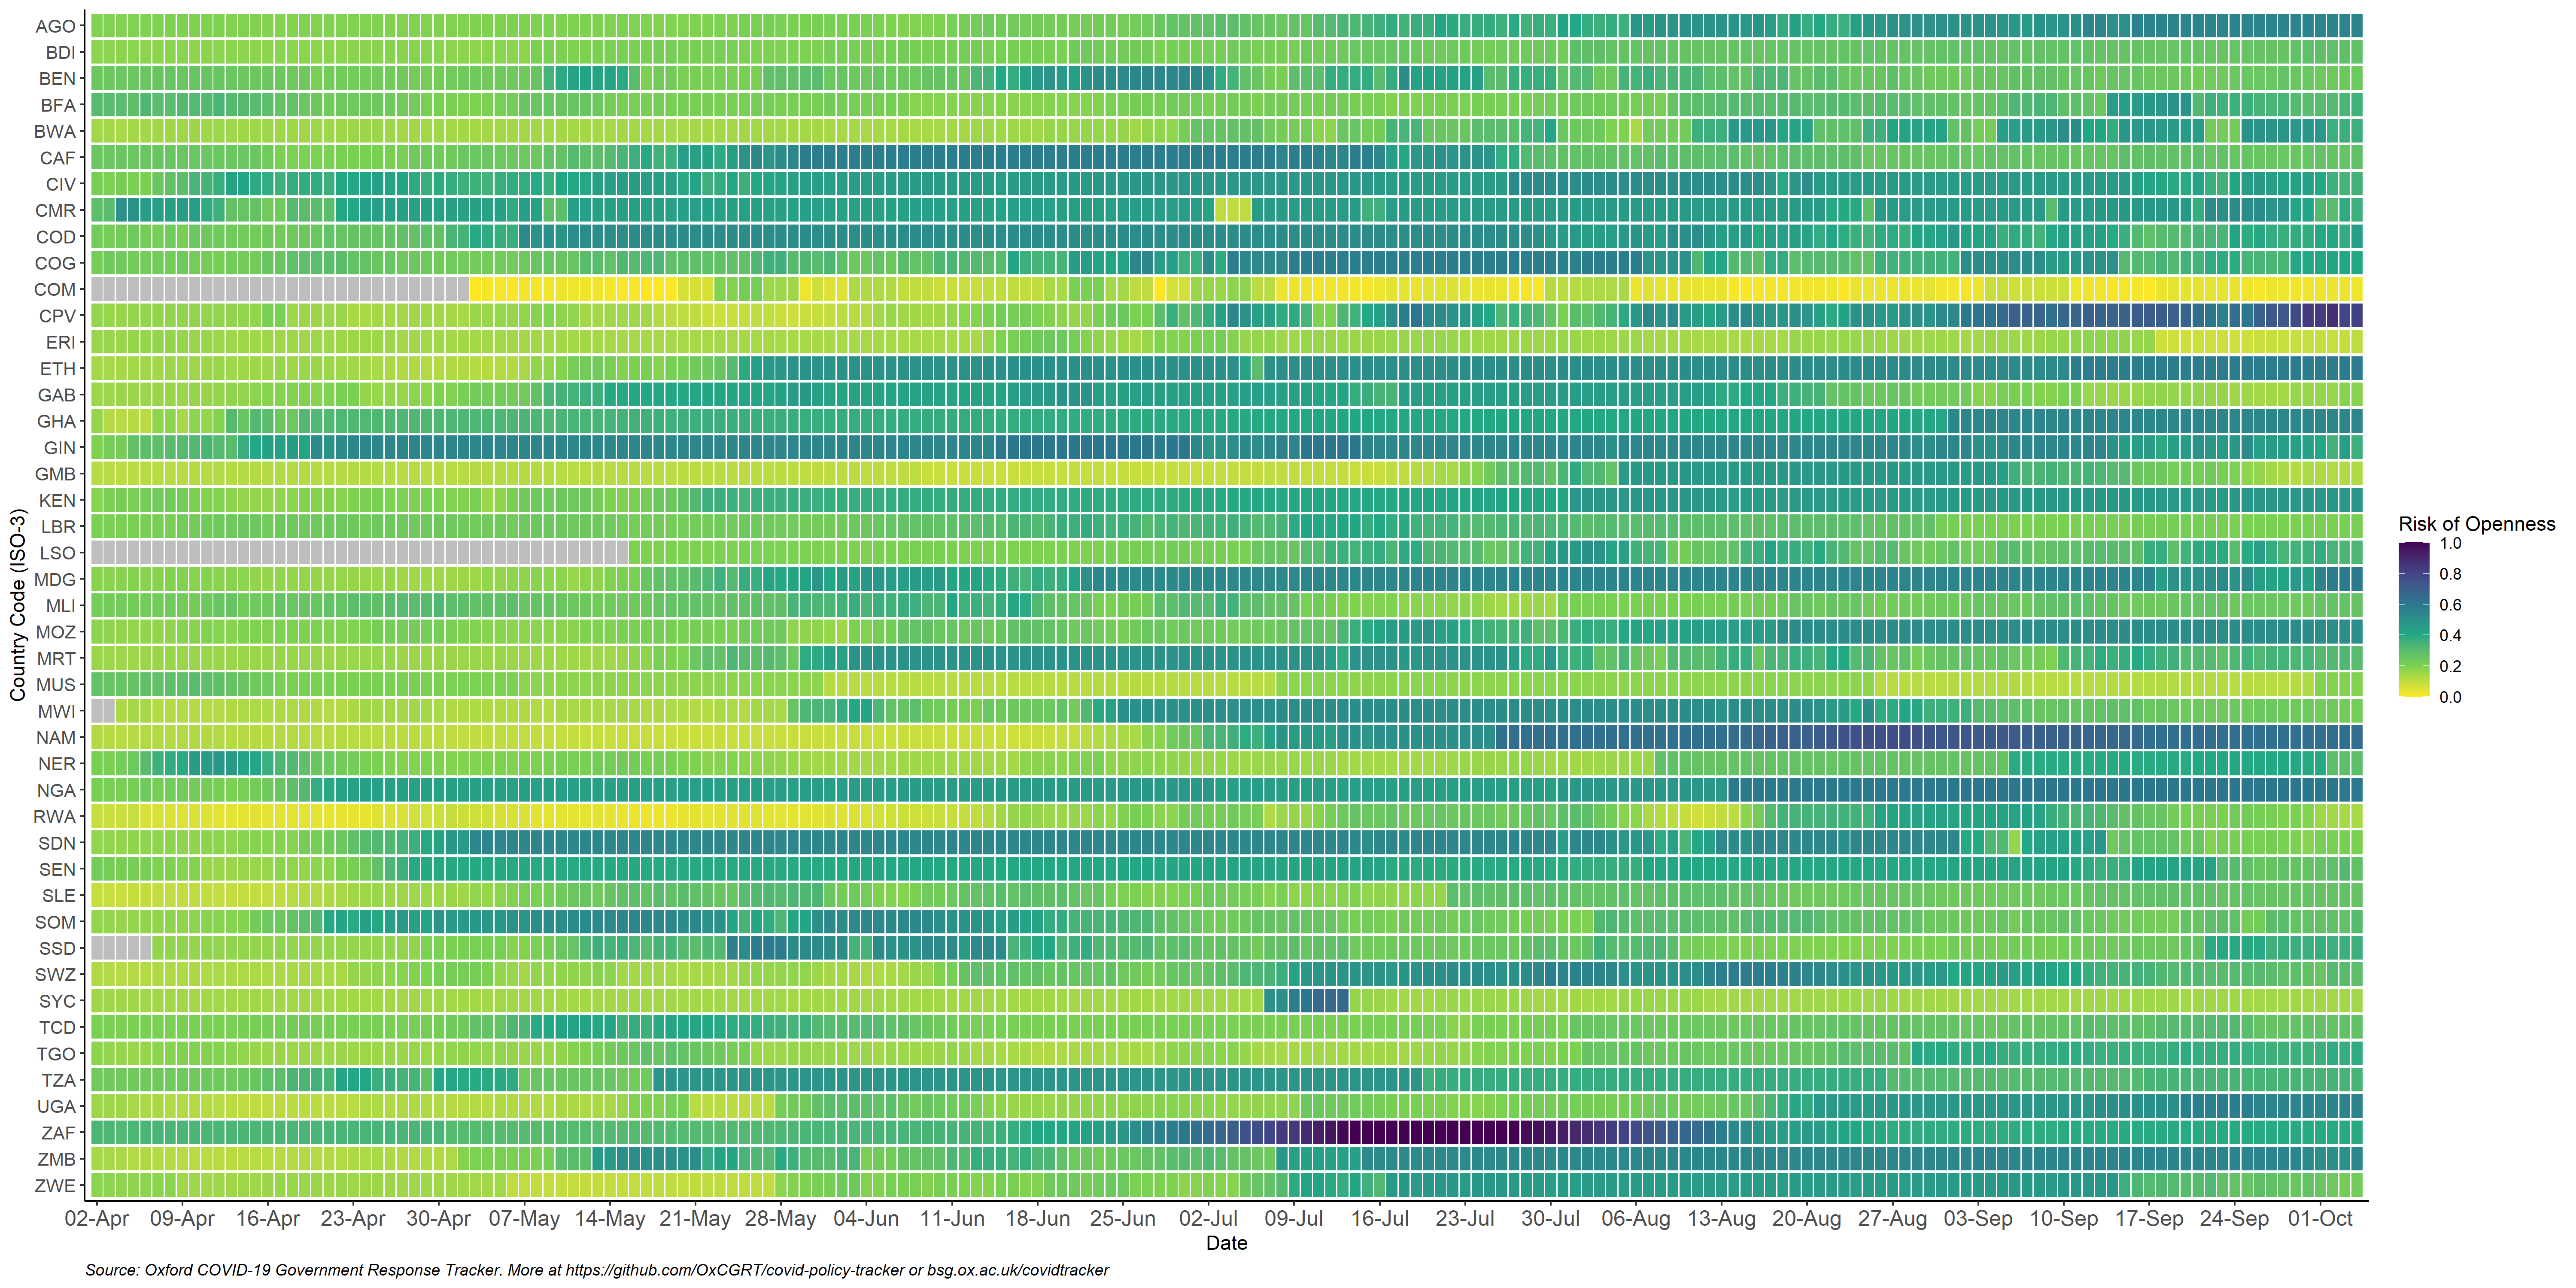 AGO
BDI
BEN
BFA
BWA
CAF
CIV
CMR
COD
COG
COM
CPV
ERI
ETH
GAB
GHA
GIN
GMB
KEN
LBR
LSO
MDG
MLI
MOZ
MRT
MUS
MWI
NAM
NER
NGA
RWA
SDN
SEN
SLE
SOM
SSD
SWZ
SYC
TCD
TGO
TZA
UGA
ZAF
ZMB
ZWE
Country Code (ISO-3)
02-Apr 09-Apr 16-Apr 23-Apr 30-Apr 07-May 14-May 21-May 28-May 04-Jun 11-Jun 18-Jun 25-Jun 02-Jul 09-Jul 16-Jul 23-Jul 30-Jul 06-Aug 13-Aug 20-Aug 27-Aug 03-Sep 10-Sep 17-Sep 24-Sep 01-Oct
Date
Risk of Openness
1.0
0.8
0.6
0.4
0.2
0.0
Source: Oxford COVID-19 Government Response Tracker. More at https://github.com/OxCGRT/covid-policy-tracker or bsg.ox.ac.uk/covidtracker